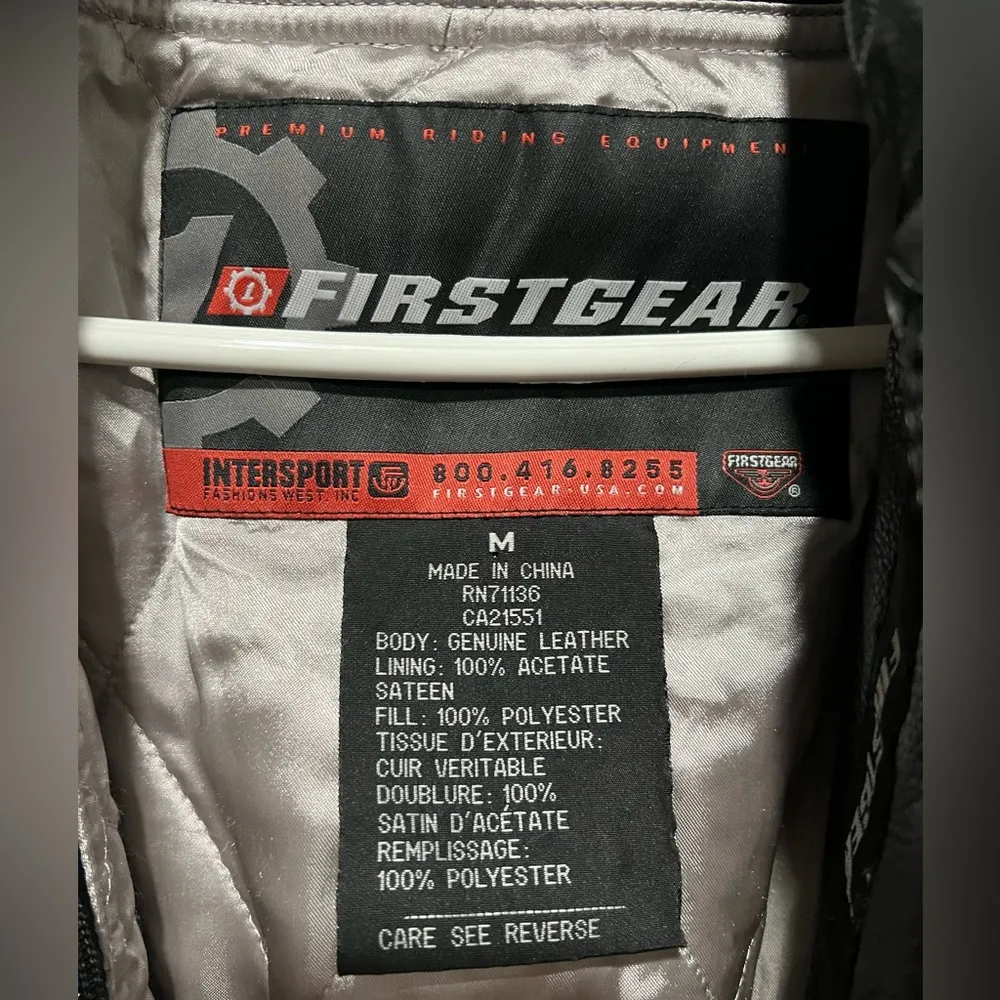 PREMIUM RIDING EQUIPMENT
1
FIRSTGEAR
INTERSPORT
FASHIONS WEST, INC
800.416.8255
FIRSTGEAR-USA.COM
FIRSTGEAR
®
M
MADE IN CHINA
RN71136
CA21551
BODY: GENUINE LEATHER
LINING: 100% ACETATE
SATEEN
FILL: 100% POLYESTER
TISSUE D'EXTERIEUR:
CUIR VERITABLE
DOUBLURE: 100%
SATIN D'ACÉTATE
REMPLISSAGE:
100% POLYESTER
CARE SEE REVERSE